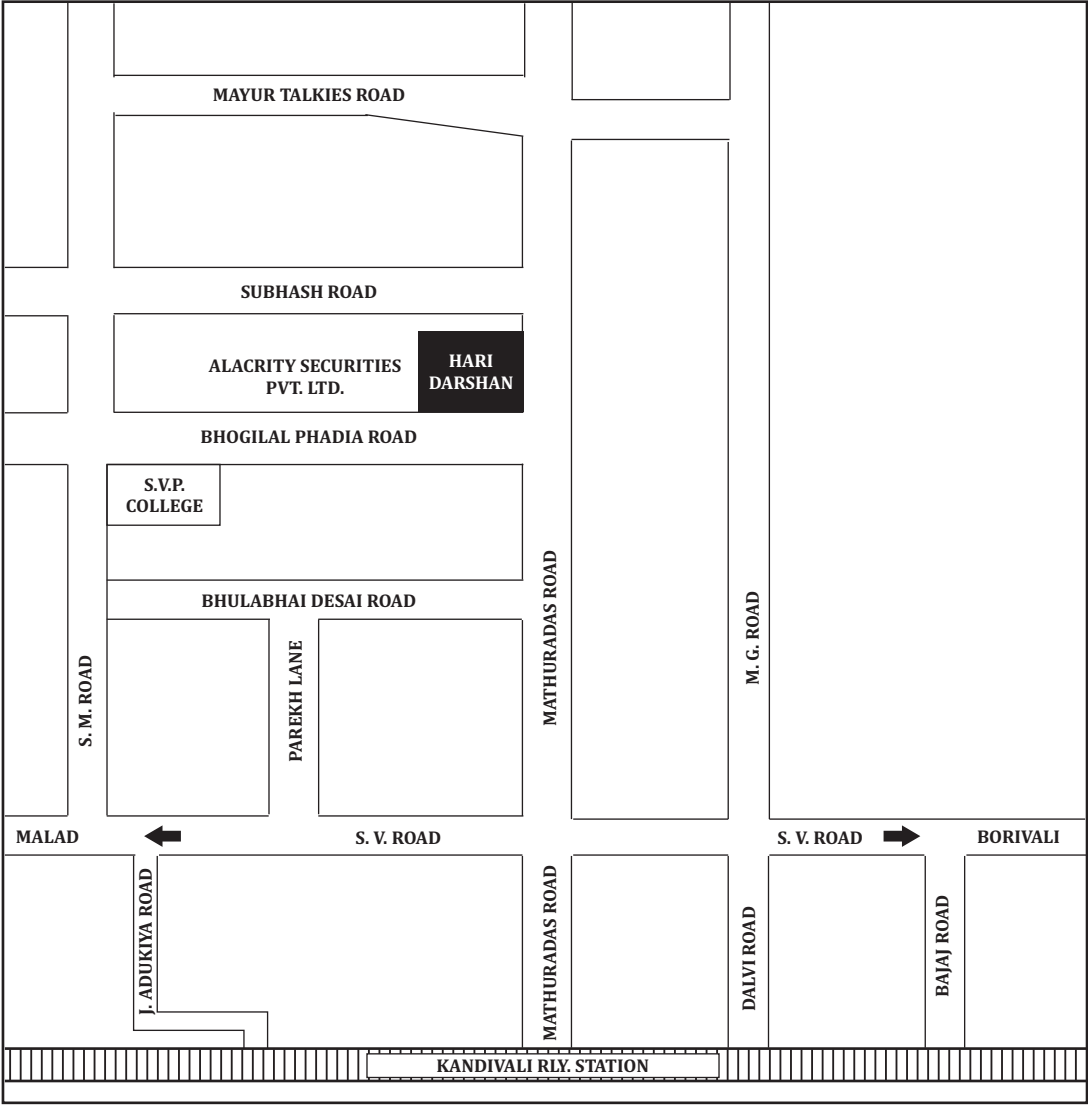 MAYUR TALKIES ROAD
SUBHASH ROAD
ALACRITY SECURITIES
PVT. LTD.
HARI
DARSHAN
BHOGILAL PHADIA ROAD
S.V.P.
COLLEGE
BHULABHAI DESAI ROAD
S. M. ROAD
PAREKH LANE
MATHURADAS ROAD
M. G. ROAD
MALAD
S. V. ROAD
S. V. ROAD
BORIVALI
J. ADUKIYA ROAD
MATHURADAS ROAD
DALVI ROAD
BAJAJ ROAD
KANDIVALI RLY. STATION